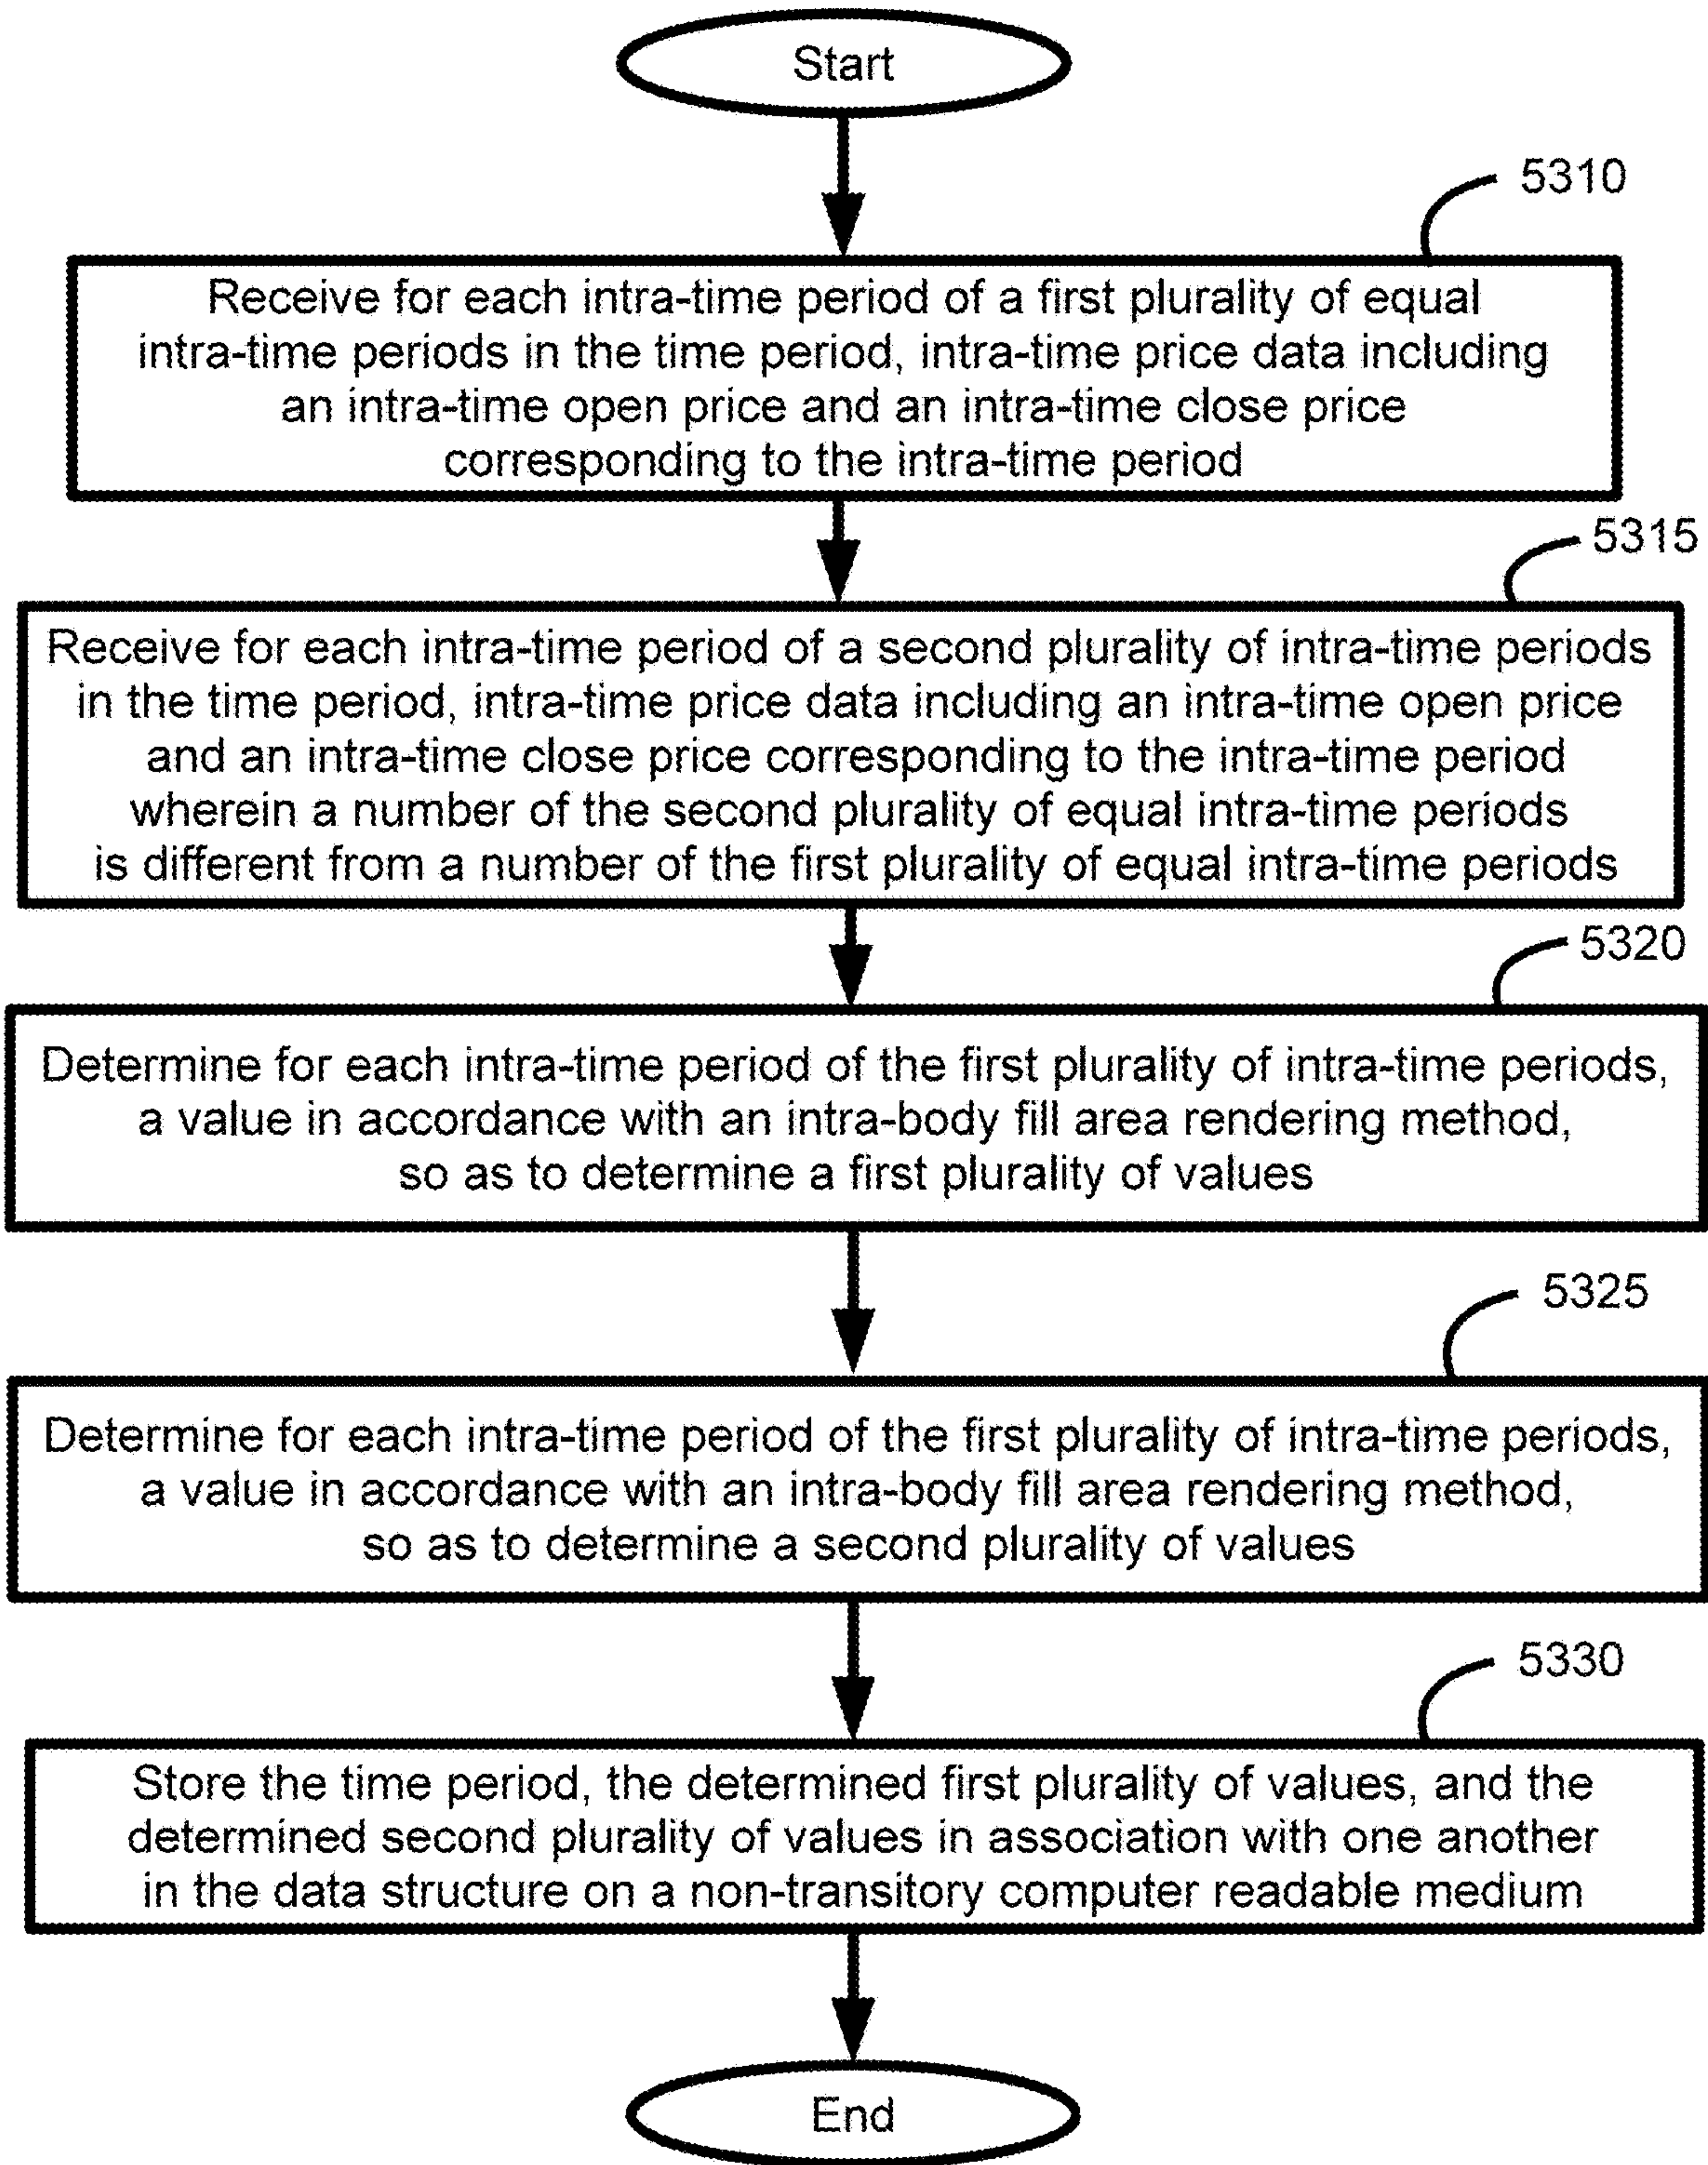 Start
5310
Receive for each intra-time period of a first plurality of equal
intra-time periods in the time period, intra-time price data including
an intra-time open price and an intra-time close price
corresponding to the intra-time period
5315
Receive for each intra-time period of a second plurality of intra-time periods
in the time period, intra-time price data including an intra-time open price
and an intra-time close price corresponding to the intra-time period
wherein a number of the second plurality of equal intra-time periods
is different from a number of the first plurality of equal intra-time periods
5320
Determine for each intra-time period of the first plurality of intra-time periods,
a value in accordance with an intra-body fill area rendering method,
so as to determine a first plurality of values
5325
Determine for each intra-time period of the first plurality of intra-time periods,
a value in accordance with an intra-body fill area rendering method,
so as to determine a second plurality of values
5330
Store the time period, the determined first plurality of values, and the
determined second plurality of values in association with one another
in the data structure on a non-transitory computer readable medium
End